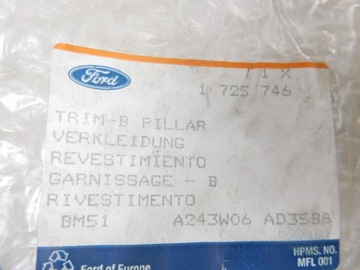 Ford
1 X
1 725 746
TRIM-B PILLAR
VERKLEIDUNG
REVESTIMIENTO
GARNISSAGE - B
RIVESTIMENTO
BM51 A243W06 AD35B8
HPMS. NO.
MFL 001
Ford of Europe